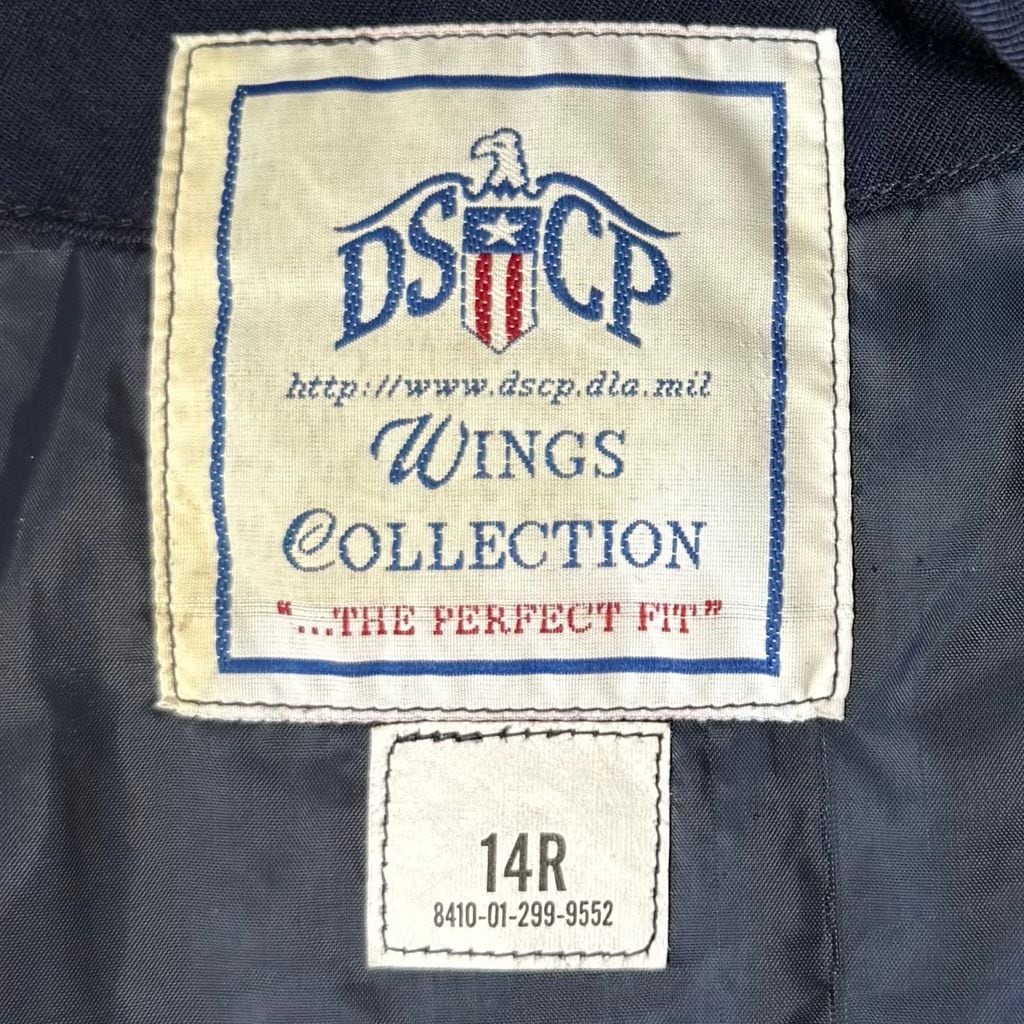 DSCP
http://www.dscp.dla.mil
WINGS
COLLECTION
"...THE PERFECT FIT"
14R
8410-01-299-9552